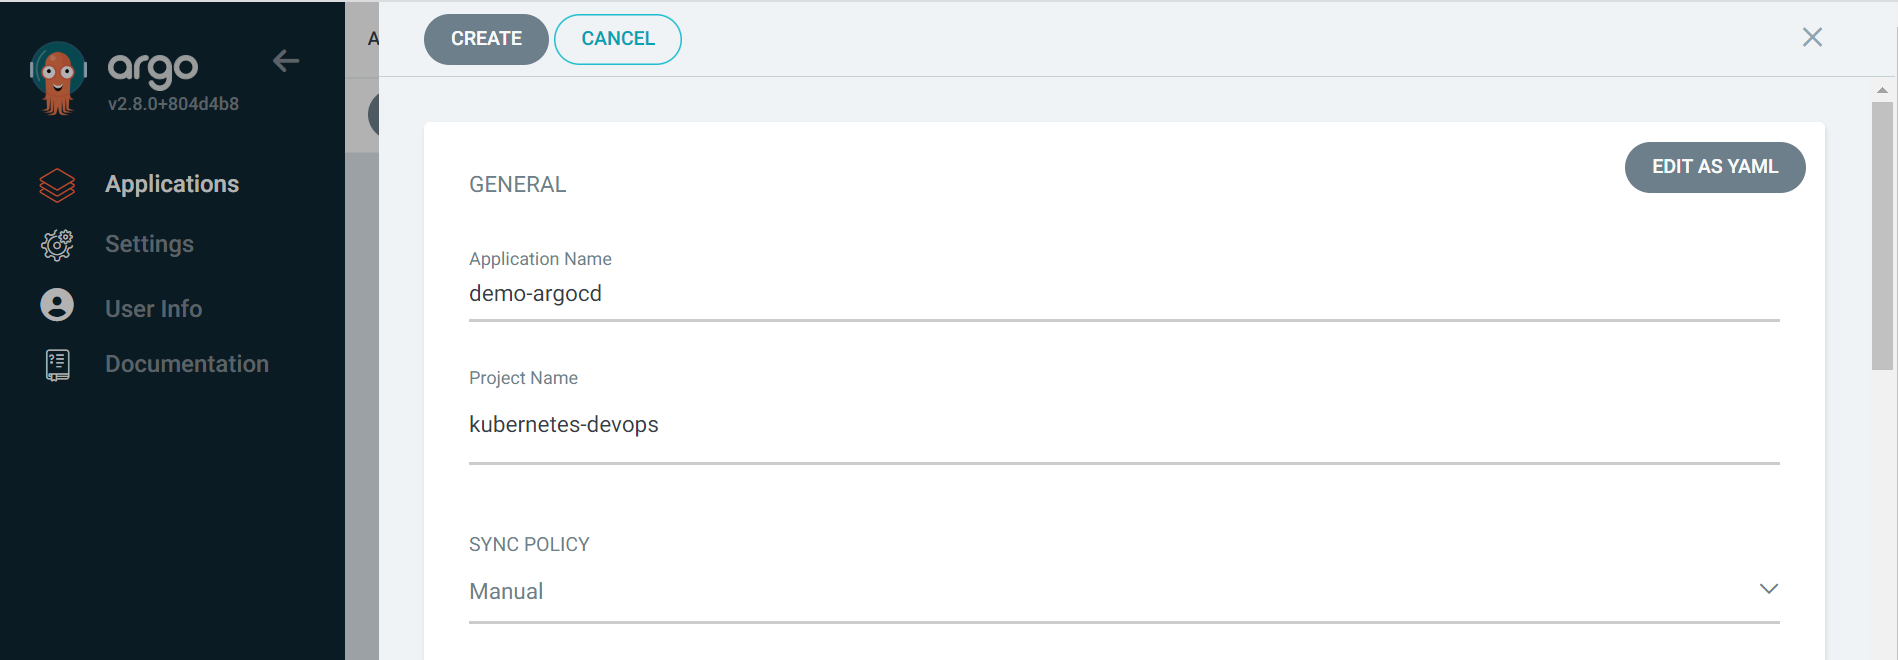 argo
v2.8.0+804d4b8
Applications
Settings
User Info
Documentation
A
CREATE
CANCEL
EDIT AS YAML
GENERAL
Application Name
demo-argocd
Project Name
kubernetes-devops
SYNC POLICY
Manual